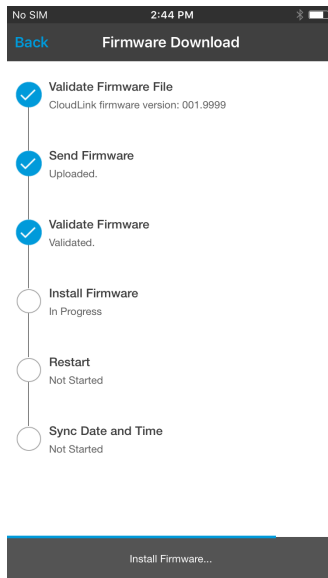 No SIM 2:44 PM
Back Firmware Download
Validate Firmware File
CloudLink firmware version: 001.9999
Send Firmware
Uploaded.
Validate Firmware
Validated.
Install Firmware
In Progress
Restart
Not Started
Sync Date and Time
Not Started
Install Firmware...